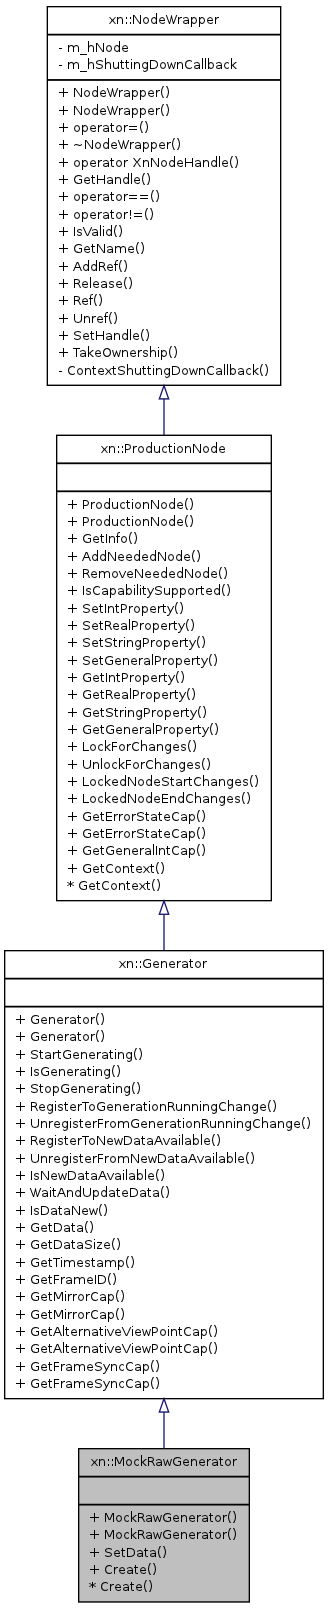 xn::NodeWrapper
- m_hNode
- m_hShuttingDownCallback
+ NodeWrapper()
+ NodeWrapper()
+ operator=()
+ ~NodeWrapper()
+ operator XnNodeHandle()
+ GetHandle()
+ operator==()
+ operator!=()
+ IsValid()
+ GetName()
+ AddRef()
+ Release()
+ Ref()
+ Unref()
+ SetHandle()
+ TakeOwnership()
- ContextShuttingDownCallback()
xn::ProductionNode
+ ProductionNode()
+ ProductionNode()
+ GetInfo()
+ AddNeededNode()
+ RemoveNeededNode()
+ IsCapabilitySupported()
+ SetIntProperty()
+ SetRealProperty()
+ SetStringProperty()
+ SetGeneralProperty()
+ GetIntProperty()
+ GetRealProperty()
+ GetStringProperty()
+ GetGeneralProperty()
+ LockForChanges()
+ UnlockForChanges()
+ LockedNodeStartChanges()
+ LockedNodeEndChanges()
+ GetErrorStateCap()
+ GetErrorStateCap()
+ GetGeneralIntCap()
+ GetContext()
* GetContext()
xn::Generator
+ Generator()
+ Generator()
+ StartGenerating()
+ IsGenerating()
+ StopGenerating()
+ RegisterToGenerationRunningChange()
+ UnregisterFromGenerationRunningChange()
+ RegisterToNewDataAvailable()
+ UnregisterFromNewDataAvailable()
+ IsNewDataAvailable()
+ WaitAndUpdateData()
+ IsDataNew()
+ GetData()
+ GetDataSize()
+ GetTimestamp()
+ GetFrameID()
+ GetMirrorCap()
+ GetMirrorCap()
+ GetAlternativeViewPointCap()
+ GetAlternativeViewPointCap()
+ GetFrameSyncCap()
+ GetFrameSyncCap()
xn::MockRawGenerator
+ MockRawGenerator()
+ MockRawGenerator()
+ SetData()
+ Create()
* Create()